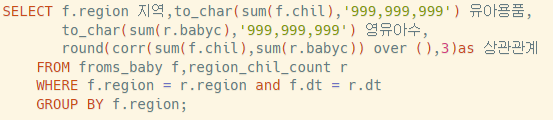 SELECT f.region 지역,to_char(sum(f.chil),'999,999,999') 유아용품,
to_char(sum(r.babyc),'999,999,999') 영유아수,
round(corr(sum(f.chil),sum(r.babyc)) over (),3)as 상관관계
FROM froms_baby f,region_chil_count r
WHERE f.region = r.region and f.dt = r.dt
GROUP BY f.region;